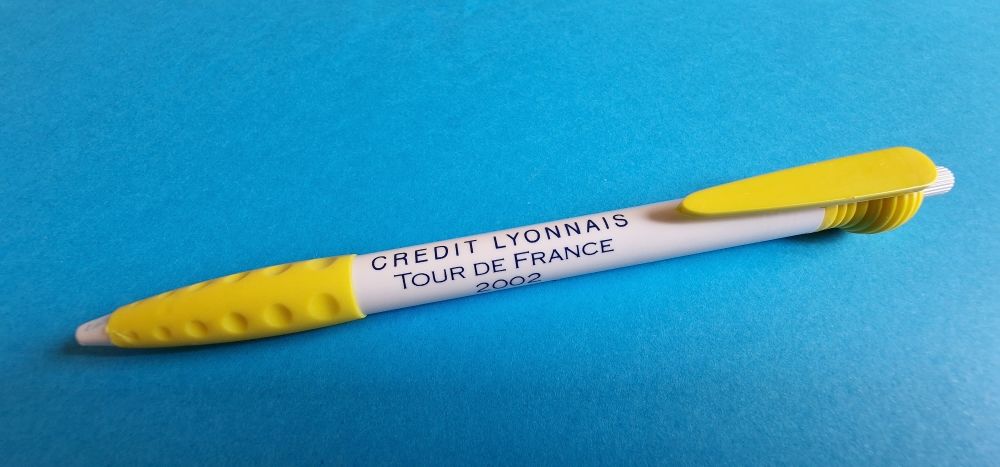 CREDIT LYONNAIS
TOUR DE FRANCE
2002